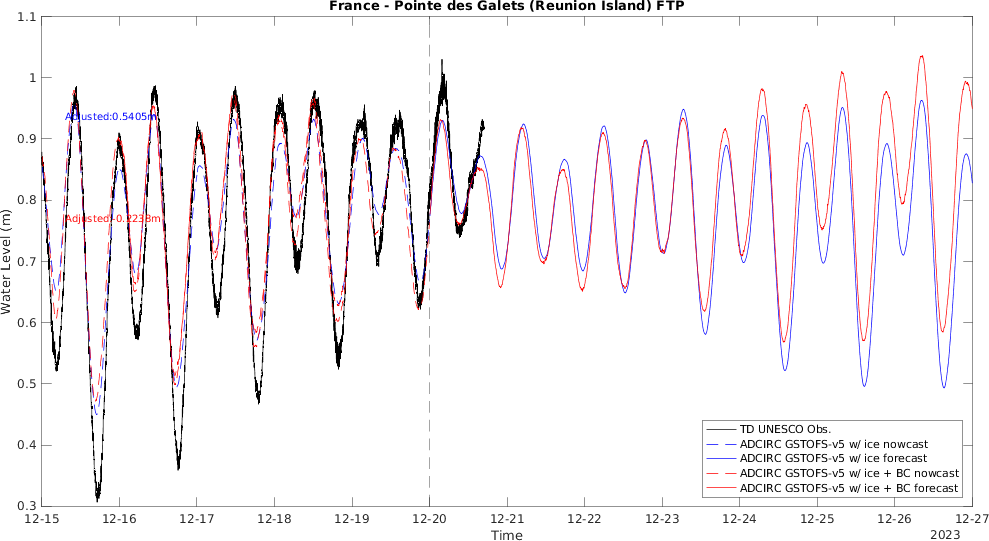 France - Pointe des Galets (Reunion Island) FTP
1.1
1
0.9
0.8
0.7
0.6
0.5
0.4
0.3
Water Level (m)
Adjusted:0.5405m
Adjusted:-0.2238m
TD UNESCO Obs.
ADCIRC GSTOFS-v5 w/ ice nowcast
ADCIRC GSTOFS-v5 w/ ice forecast
ADCIRC GSTOFS-v5 w/ ice + BC nowcast
ADCIRC GSTOFS-v5 w/ ice + BC forecast
12-15 12-16 12-17 12-18 12-19 12-20 12-21 12-22 12-23 12-24 12-25 12-26 12-27
Time
2023